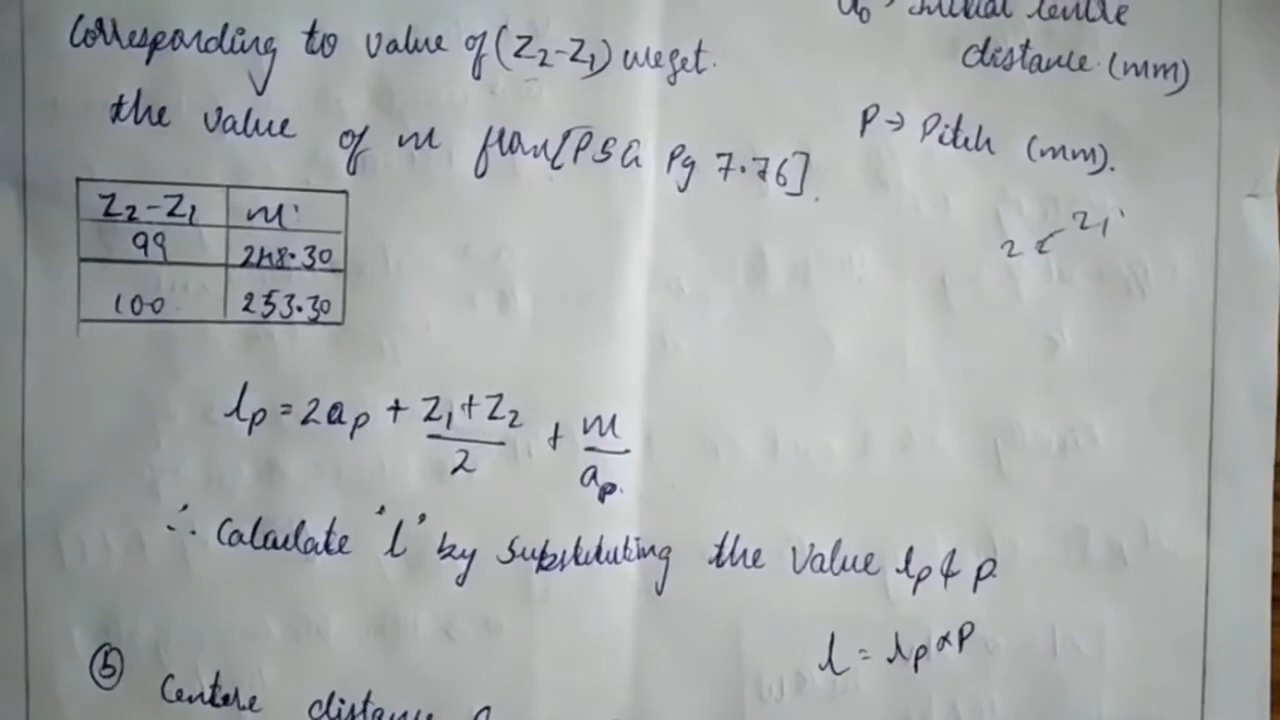 a₀ → Initial centre
distance (mm)
P → Pitch (mm).
Corresponding to value of (Z₂-Z₁) we get
the value of m from [PSG Pg 7.76].
Z₂-Z₁ m
99 248.30
100 253.30
lp = 2ap + Z₁+Z₂/2 + m/ap
∴ Calculate 'l' by substituting the value lp & p
l = lp × p
⑤ Centere distance